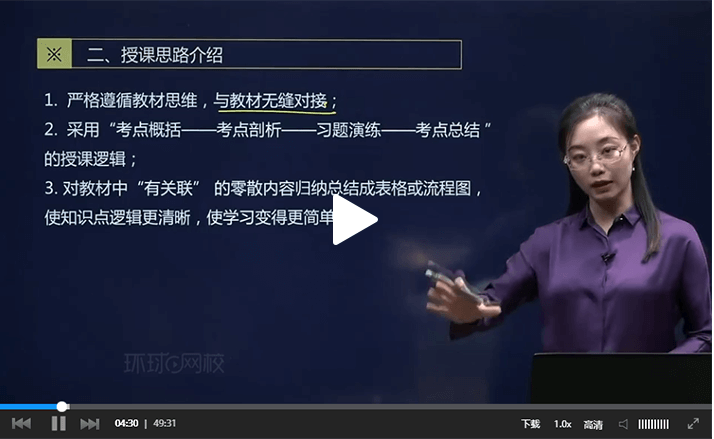 ※ 二、授课思路介绍
1. 严格遵循教材思维，与教材无缝对接；
2. 采用“考点概括——考点剖析——习题演练——考点总结”
的授课逻辑；
3. 对教材中“有关联” 的零散内容归纳总结成表格或流程图，
使知识点逻辑更清晰，使学习变得更简单
环球网校
04:30 | 49:31 下载 1.0x 高清